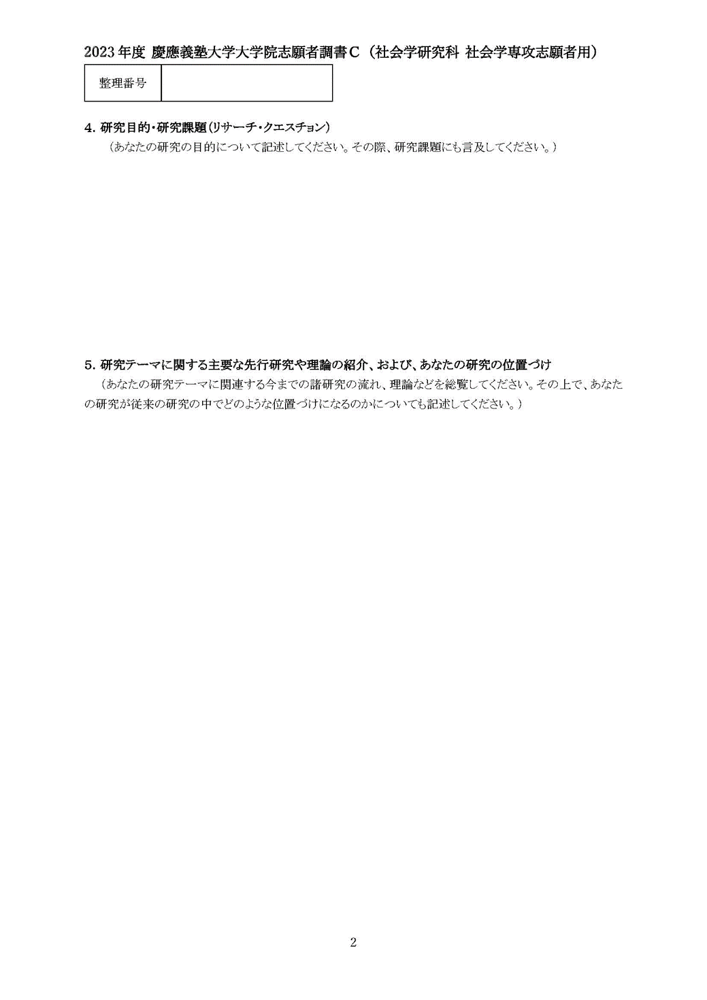 2023 年度 慶應義塾大学大学院志願者調書C（社会学研究科 社会学専攻志願者用）
整理番号
4. 研究目的・研究課題（リサーチ・クエスチョン）
（あなたの研究の目的について記述してください。その際、研究課題にも言及してください。）
5. 研究テーマに関する主要な先行研究や理論の紹介、および、あなたの研究の位置づけ
（あなたの研究テーマに関連する今までの諸研究の流れ、理論などを総覧してください。その上で、あなた
の研究が従来の研究の中でどのような位置づけになるのかについても記述してください。）
2